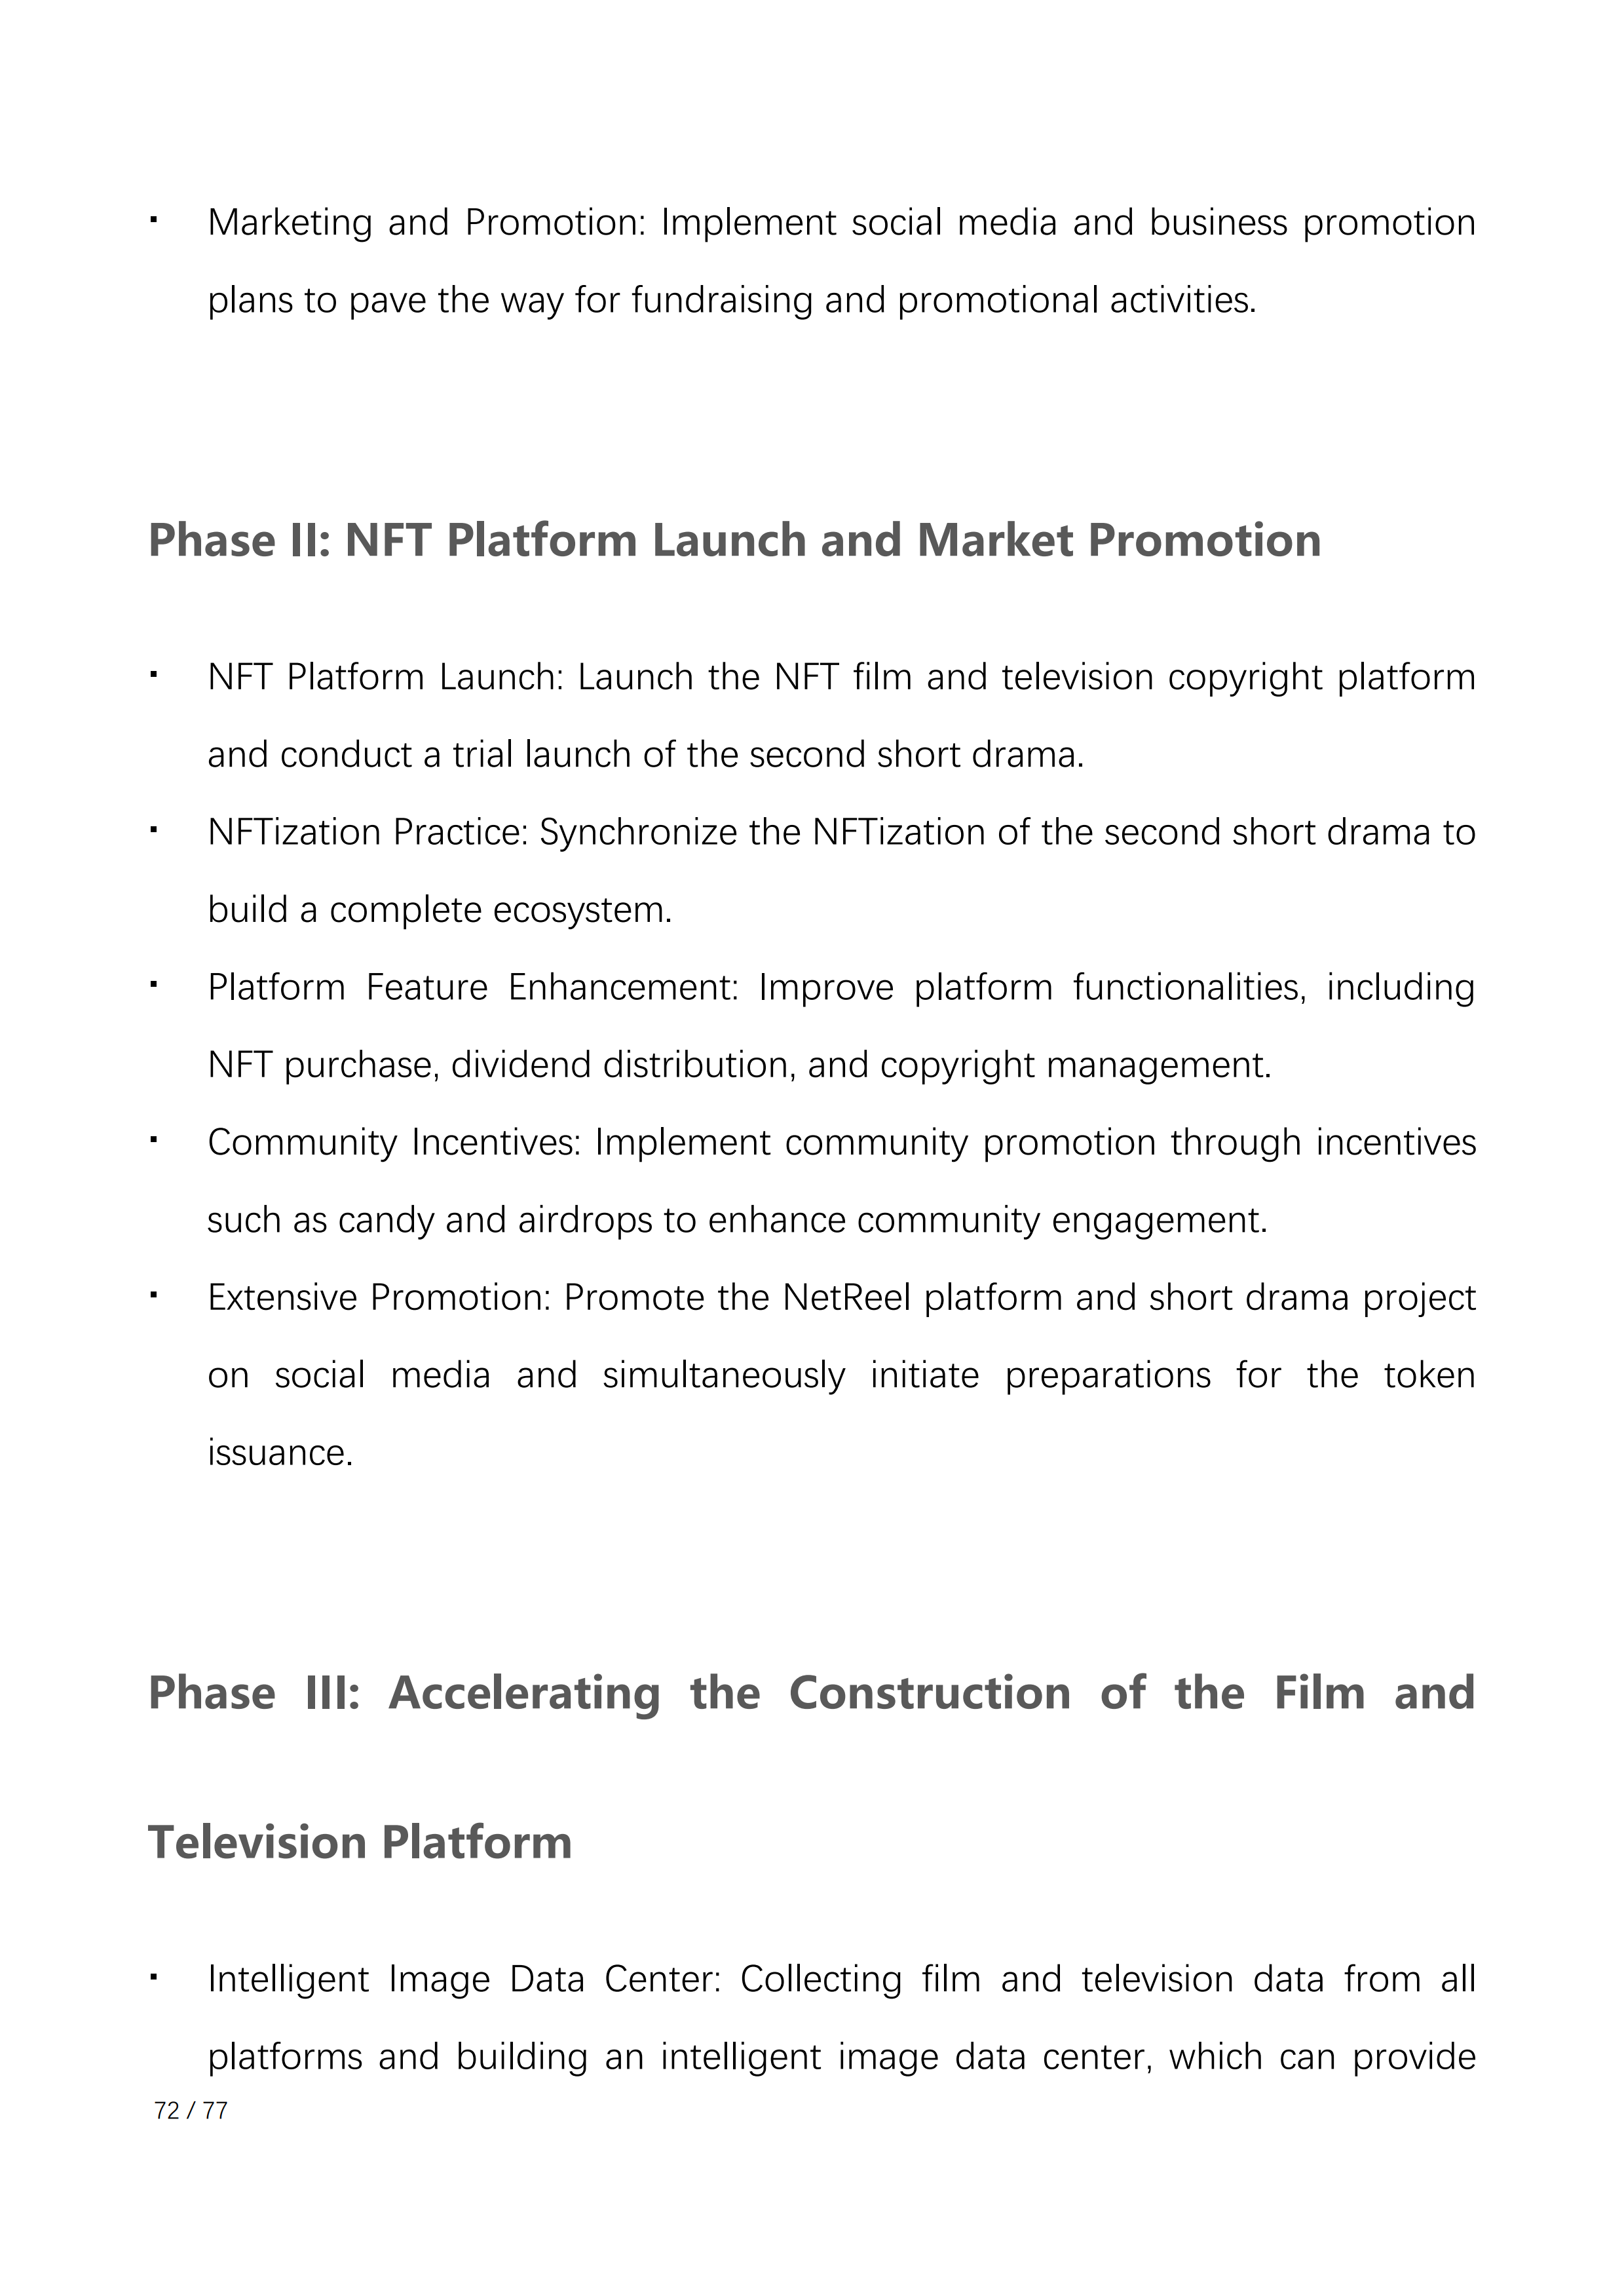 ▪ Marketing and Promotion: Implement social media and business promotion
plans to pave the way for fundraising and promotional activities.
Phase II: NFT Platform Launch and Market Promotion
▪ NFT Platform Launch: Launch the NFT film and television copyright platform
and conduct a trial launch of the second short drama.
▪ NFTization Practice: Synchronize the NFTization of the second short drama to
build a complete ecosystem.
▪ Platform Feature Enhancement: Improve platform functionalities, including
NFT purchase, dividend distribution, and copyright management.
▪ Community Incentives: Implement community promotion through incentives
such as candy and airdrops to enhance community engagement.
▪ Extensive Promotion: Promote the NetReel platform and short drama project
on social media and simultaneously initiate preparations for the token
issuance.
Phase III: Accelerating the Construction of the Film and
Television Platform
▪ Intelligent Image Data Center: Collecting film and television data from all
platforms and building an intelligent image data center, which can provide
72 / 77